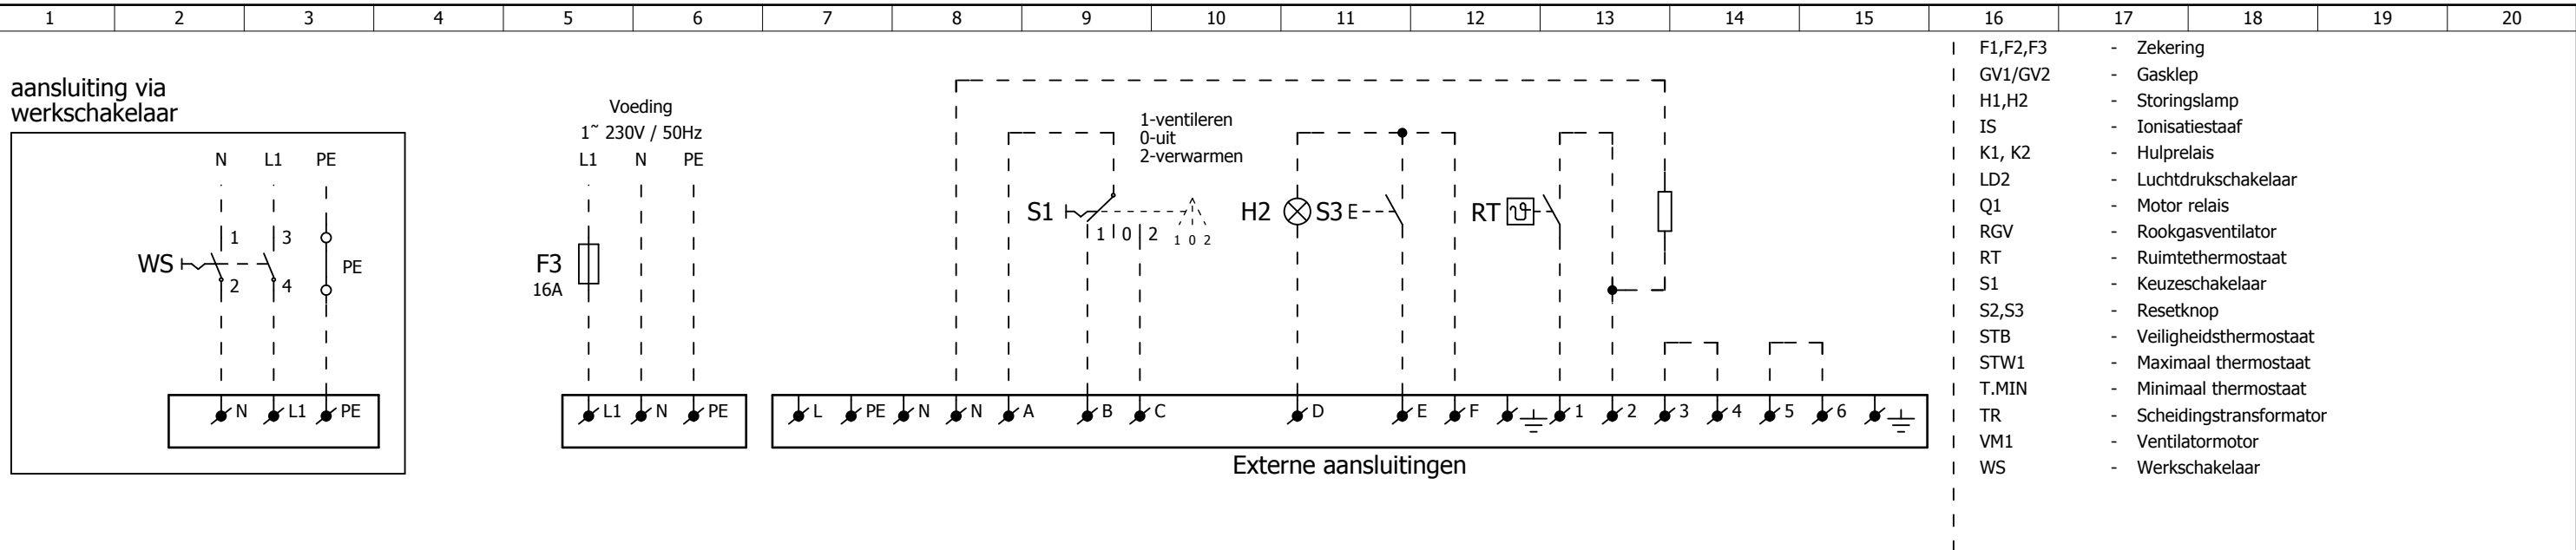 1 2 3 4 5 6 7 8 9 10 11 12 13 14 15 16 17 18 19 20
aansluiting via
werkschakelaar
N L1 PE
WS
1 3
2 4
PE
N L1 PE
Voeding
1~ 230V / 50Hz
L1 N PE
F3
16A
L1 N PE
1-ventileren
0-uit
2-verwarmen
S1
1 0 2
1 0 2
H2 S3
RT
L PE N N A B C D E F 1 2 3 4 5 6
Externe aansluitingen
F1,F2,F3 - Zekering
GV1/GV2 - Gasklep
H1,H2 - Storingslamp
IS - Ionisatiestaaf
K1, K2 - Hulprelais
LD2 - Luchtdrukschakelaar
Q1 - Motor relais
RGV - Rookgasventilator
RT - Ruimtethermostaat
S1 - Keuzeschakelaar
S2,S3 - Resetknop
STB - Veiligheidsthermostaat
STW1 - Maximaal thermostaat
T.MIN - Minimaal thermostaat
TR - Scheidingstransformator
VM1 - Ventilatormotor
WS - Werkschakelaar